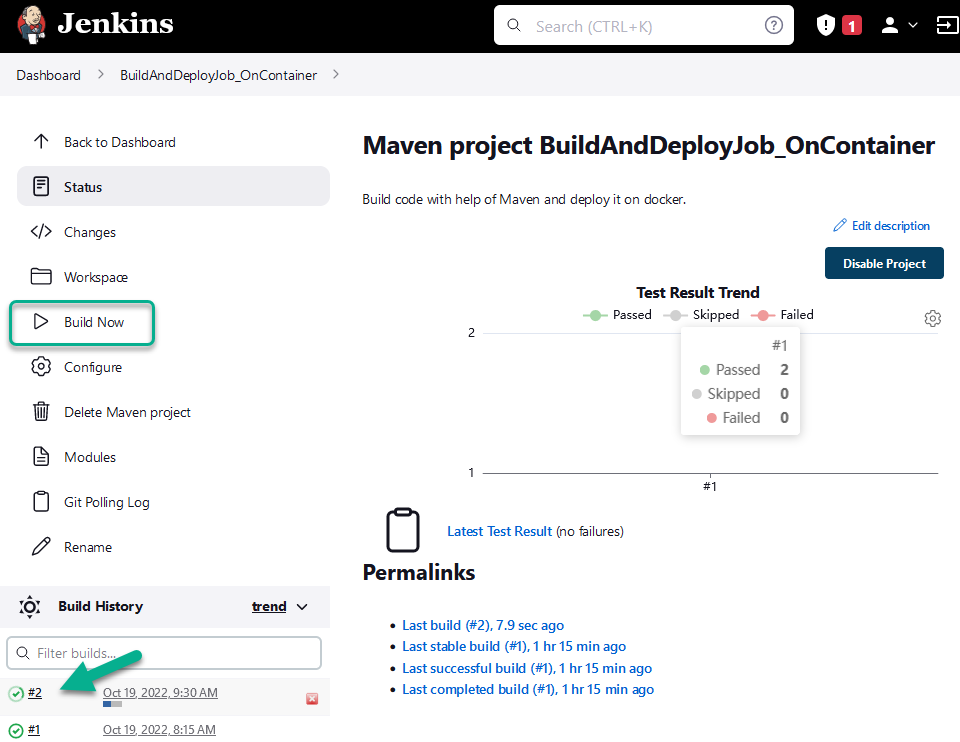 Jenkins
Search (CTRL+K)
1
Dashboard
BuildAndDeployJob_OnContainer
Back to Dashboard
Status
Changes
Workspace
Build Now
Configure
Delete Maven project
Modules
Git Polling Log
Rename
Build History
trend
Filter builds...
#2
Oct 19, 2022, 9:30 AM
#1
Oct 19, 2022, 8:15 AM
Maven project BuildAndDeployJob_OnContainer
Build code with help of Maven and deploy it on docker.
Edit description
Disable Project
Test Result Trend
Passed Skipped Failed
2
#1
Passed 2
Skipped 0
Failed 0
1
#1
Latest Test Result (no failures)
Permalinks
Last build (#2), 7.9 sec ago
Last stable build (#1), 1 hr 15 min ago
Last successful build (#1), 1 hr 15 min ago
Last completed build (#1), 1 hr 15 min ago